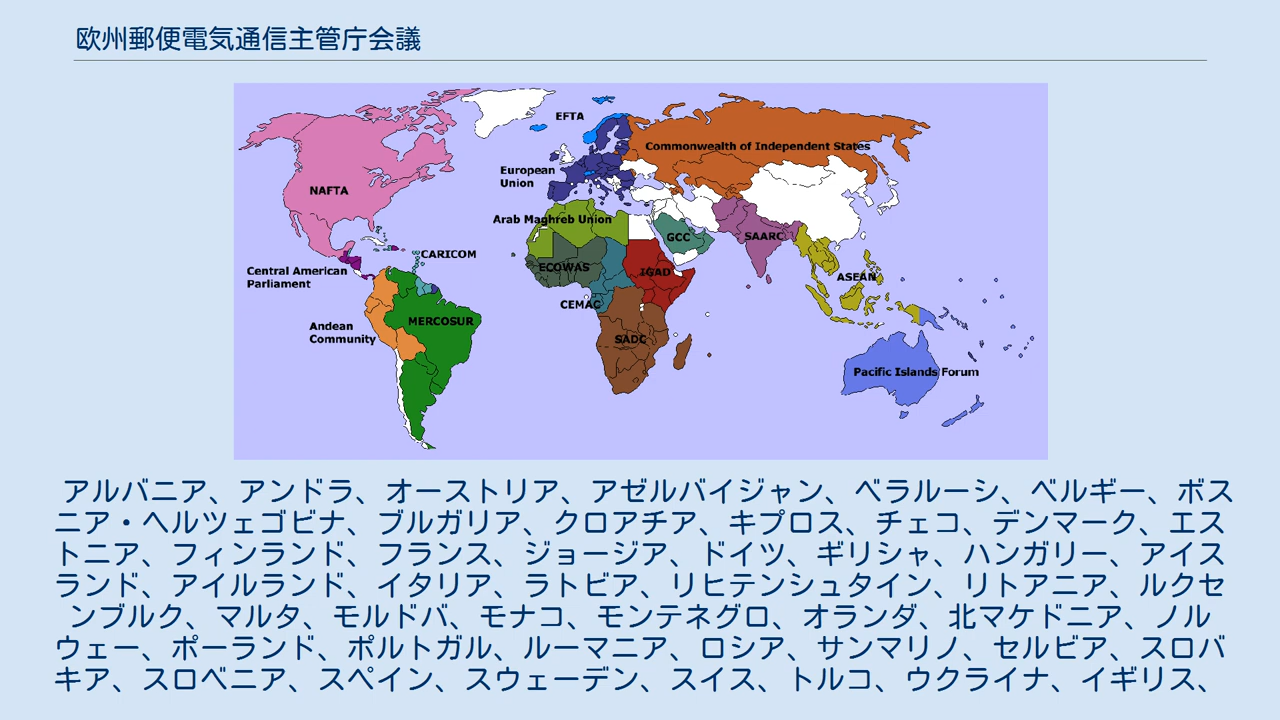 欧州郵便電気通信主管庁会議
EFTA
Commonwealth of Independent States
European
Union
NAFTA
Arab Maghreb Union
GCC
SAARC
CARICOM
ECOWAS
IGAD
Central American
Parliament
ASEAN
CEMAC
MERCOSUR
Andean
Community
SADC
Pacific Islands Forum
アルバニア、アンドラ、オーストリア、アゼルバイジャン、ベラルーシ、ベルギー、ボス
ニア・ヘルツェゴビナ、ブルガリア、クロアチア、キプロス、チェコ、デンマーク、エス
トニア、フィンランド、フランス、ジョージア、ドイツ、ギリシャ、ハンガリー、アイス
ランド、アイルランド、イタリア、ラトビア、リヒテンシュタイン、リトアニア、ルクセ
ンブルク、マルタ、モルドバ、モナコ、モンテネグロ、オランダ、北マケドニア、ノル
ウェー、ポーランド、ポルトガル、ルーマニア、ロシア、サンマリノ、セルビア、スロバ
キア、スロベニア、スペイン、スウェーデン、スイス、トルコ、ウクライナ、イギリス、